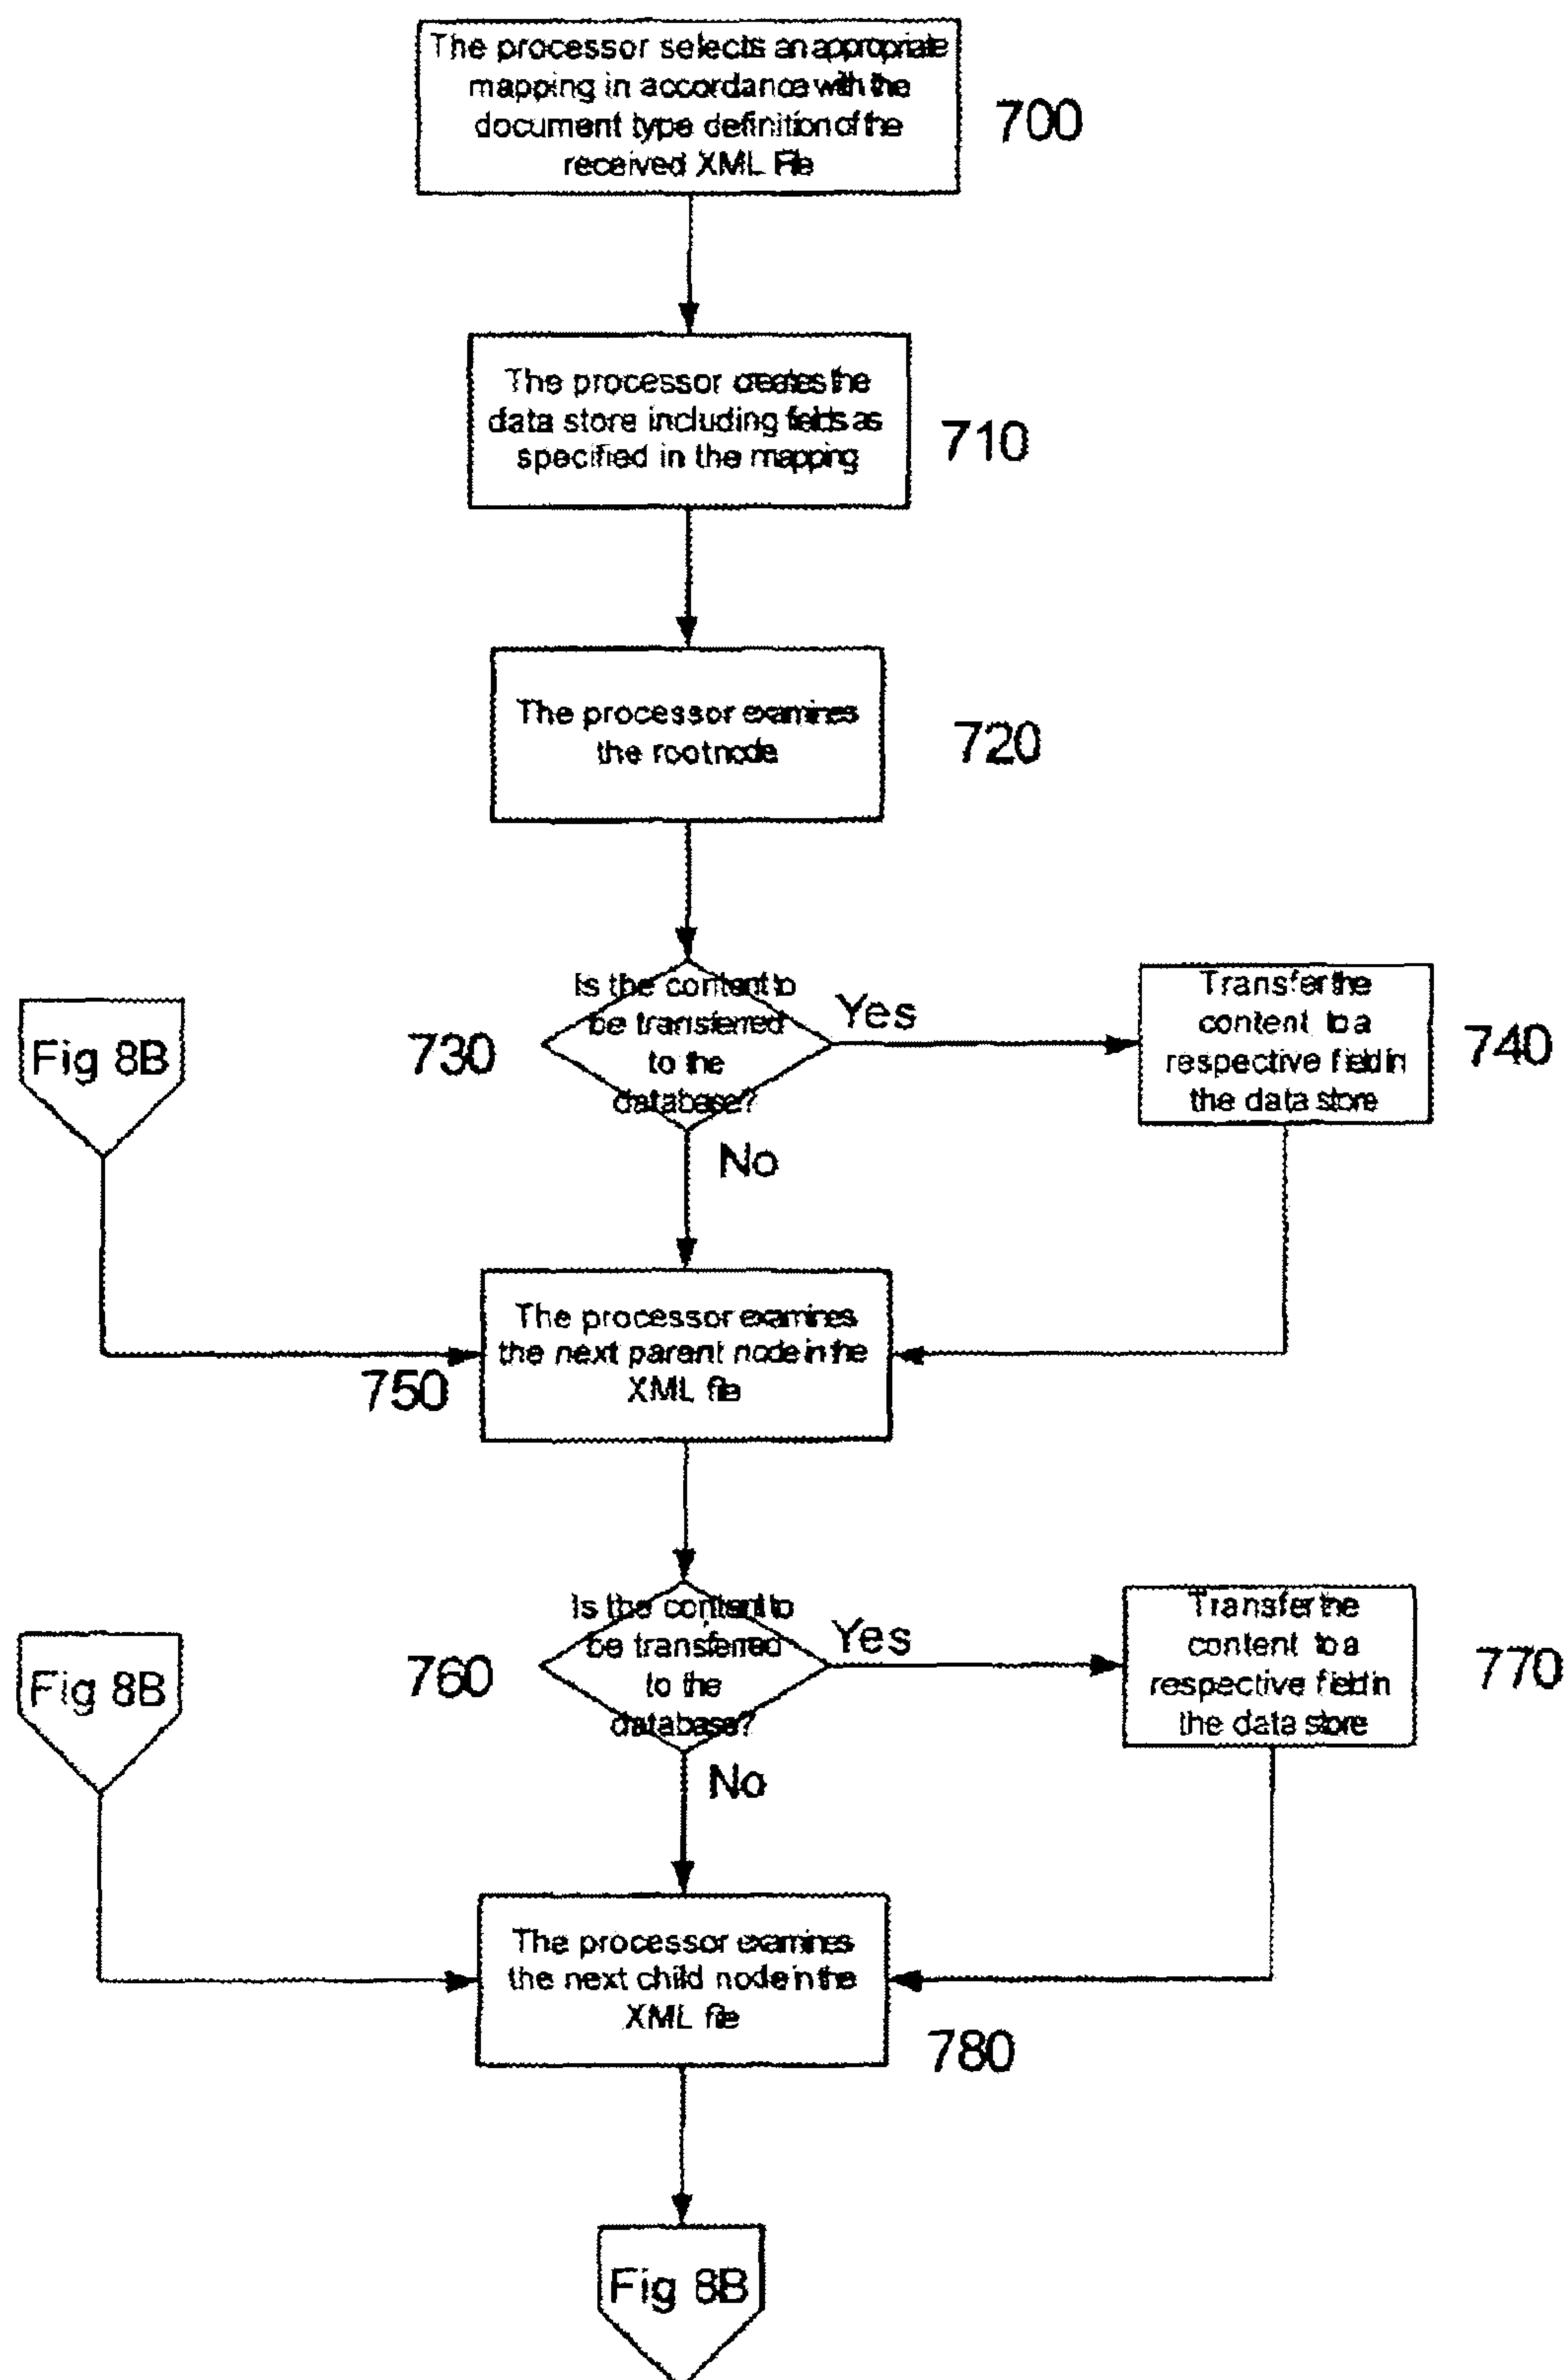 The processor selects an appropriate
mapping in accordance with the
document type definition of the
received XML File
700
The processor creates the
data store including fields as
specified in the mapping
710
The processor examines
the root node
720
Is the content to
be transferred
to the
database?
730
Yes
Transfer the
content to a
respective field in
the data store
740
Fig 8B
No
The processor examines
the next parent node in the
XML file
750
Is the content to
be transferred
to the
database?
760
Yes
Transfer the
content to a
respective field in
the data store
770
Fig 8B
No
The processor examines
the next child node in the
XML file
780
Fig 8B